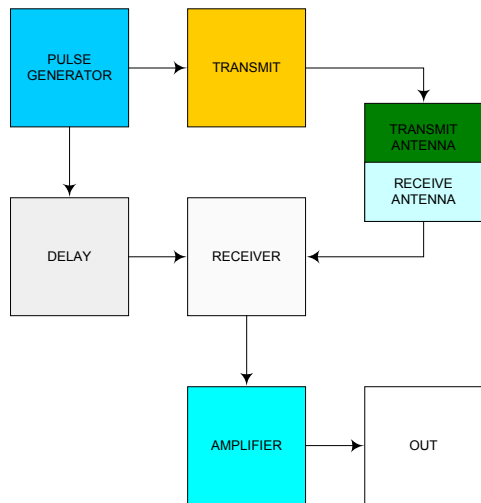 PULSE
GENERATOR
TRANSMIT
TRANSMIT
ANTENNA
RECEIVE
ANTENNA
DELAY
RECEIVER
AMPLIFIER
OUT